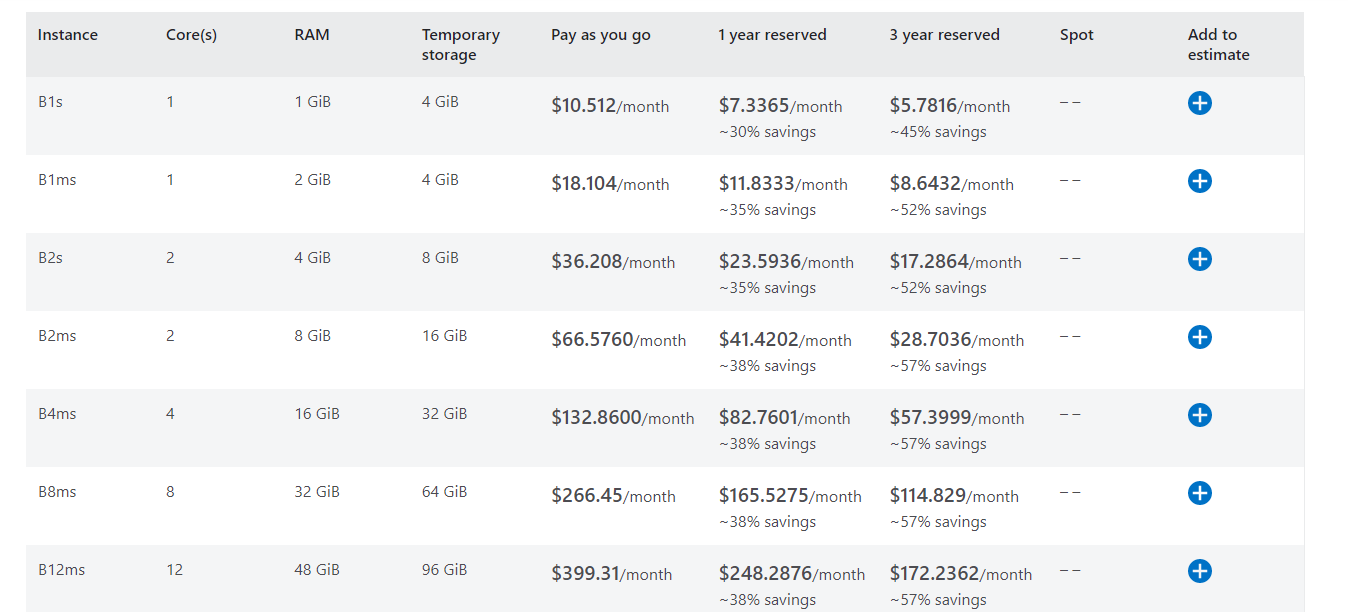 Instance Core(s) RAM Temporary storage Pay as you go 1 year reserved 3 year reserved Spot Add to estimate
B1s 1 1 GiB 4 GiB $10.512/month $7.3365/month $5.7816/month – –
~30% savings ~45% savings
B1ms 1 2 GiB 4 GiB $18.104/month $11.8333/month $8.6432/month – –
~35% savings ~52% savings
B2s 2 4 GiB 8 GiB $36.208/month $23.5936/month $17.2864/month – –
~35% savings ~52% savings
B2ms 2 8 GiB 16 GiB $66.5760/month $41.4202/month $28.7036/month – –
~38% savings ~57% savings
B4ms 4 16 GiB 32 GiB $132.8600/month $82.7601/month $57.3999/month – –
~38% savings ~57% savings
B8ms 8 32 GiB 64 GiB $266.45/month $165.5275/month $114.829/month – –
~38% savings ~57% savings
B12ms 12 48 GiB 96 GiB $399.31/month $248.2876/month $172.2362/month – –
~38% savings ~57% savings